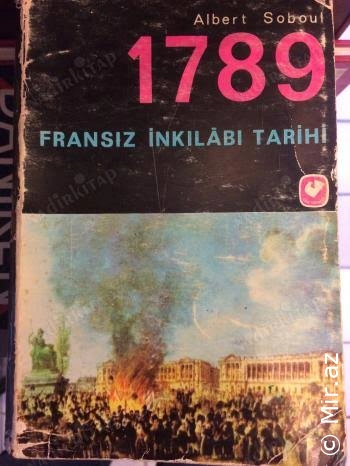 Albert Soboul
1789
FRANSIZ İNKILÂBI TARİHİ
© Mir.az